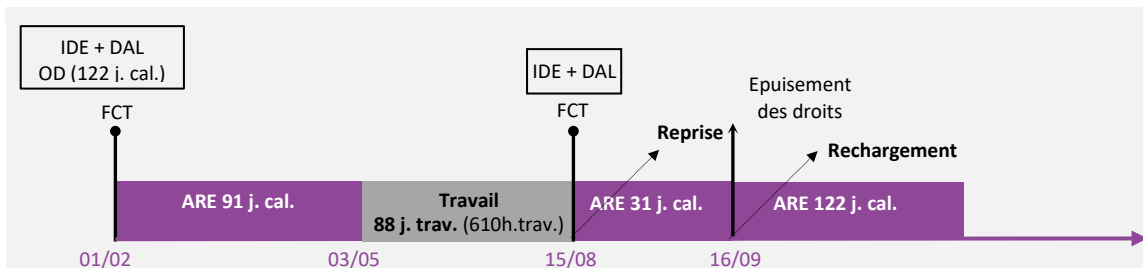 IDE + DAL
OD (122 j. cal.)
FCT
IDE + DAL
FCT
Epuisement
des droits
Reprise
Rechargement
ARE 91 j. cal.
Travail
88 j. trav. (610h.trav.)
ARE 31 j. cal.
ARE 122 j. cal.
01/02
03/05
15/08
16/09